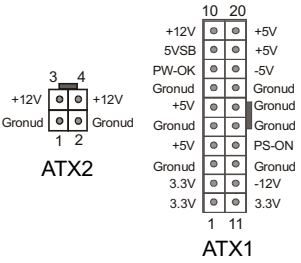 10 20
+12V +5V
5VSB +5V
PW-OK -5V
Gronud Gronud
+5V Gronud
Gronud Gronud
+5V PS-ON
Gronud Gronud
3.3V -12V
3.3V 3.3V
1 11
ATX1
3 4
+12V +12V
Gronud Gronud
1 2
ATX2